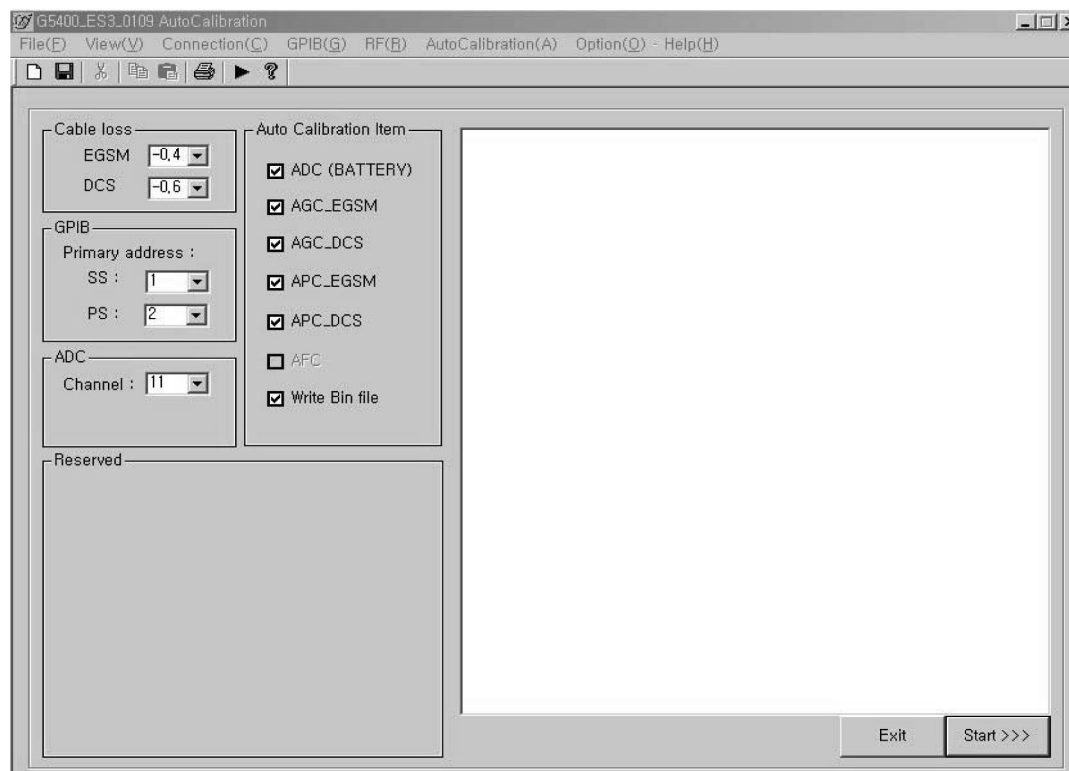 G5400_ES3_0109 AutoCalibration
File(F) View(V) Connection(C) GPIB(G) RF(R) AutoCalibration(A) Option(O) - Help(H)
Cable loss
EGSM -0,4
DCS -0,6
GPIB
Primary address :
SS : 1
PS : 2
ADC
Channel : 11
Auto Calibration Item
ADC (BATTERY)
AGC_EGSM
AGC_DCS
APC_EGSM
APC_DCS
AFC
Write Bin file
Reserved
Exit
Start >>>